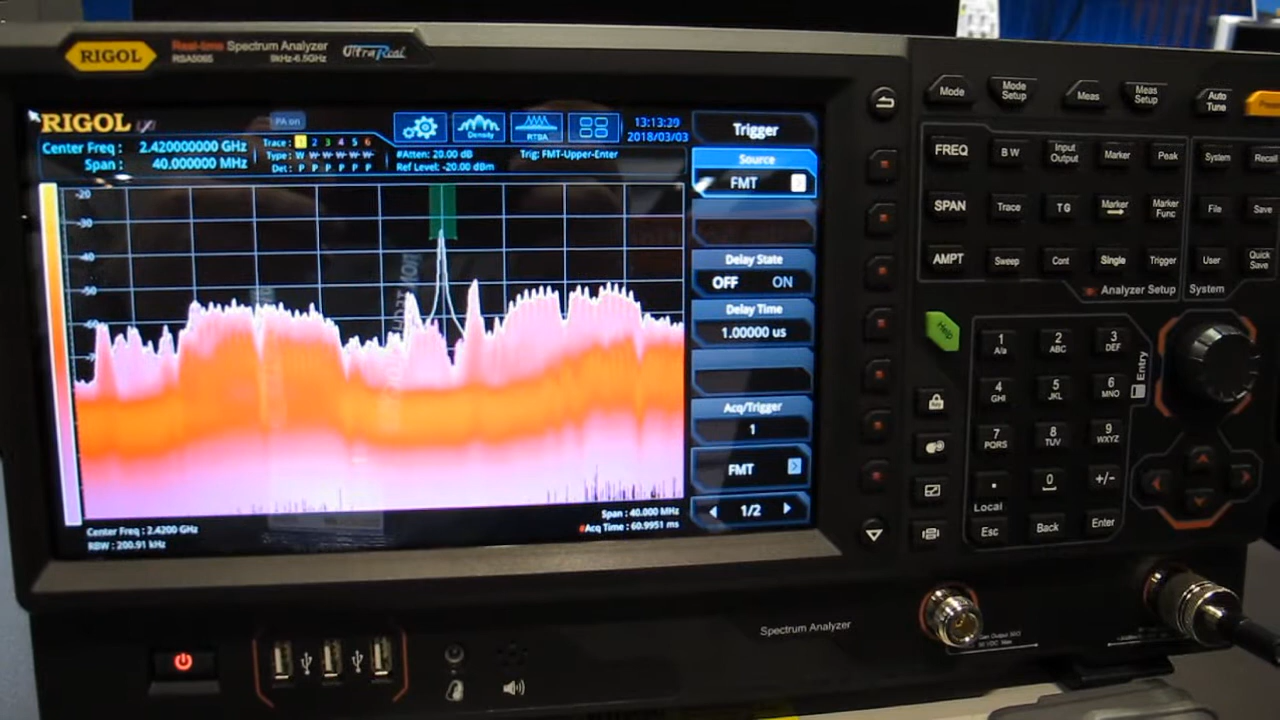 RIGOL
Real-time Spectrum Analyzer
RSA5065 9kHz-6.5GHz
UltraReal
RIGOL LXI
PA on
Center Freq : 2.420000000 GHz
Span : 40.000000 MHz
Trace : 1 2 3 4 5 6
Type : W W W W W W
Det : P P P P P P
#Atten: 20.00 dB
Ref Level: -20.00 dBm
Density
RTSA
Trig: FMT-Upper-Enter
13:13:29
2018/03/03
Trigger
Source
FMT
Delay State
OFF ON
Delay Time
1.00000 us
Acq/Trigger
1
FMT
1/2
-20
-30
-40
-50
-60
Center Freq : 2.4200 GHz
RBW : 200.91 kHz
Span : 40.000 MHz
#Acq Time : 60.9951 ms
Mode
Mode Setup
Meas
Meas Setup
Auto Tune
FREQ
BW
Input Output
Marker
Peak
System
SPAN
Trace
TG
Marker
Marker Func
File
Save
AMPT
Sweep
Cont
Single
Trigger
User
Quick Save
Analyzer Setup
System
Help
1 A/a
2 ABC
3 DEF
4 GHI
5 JKL
6 MNO
7 PQRS
8 TUV
9 WXYZ
. 0 +/-
Entry
Local
Esc
Back
Enter
Spectrum Analyzer